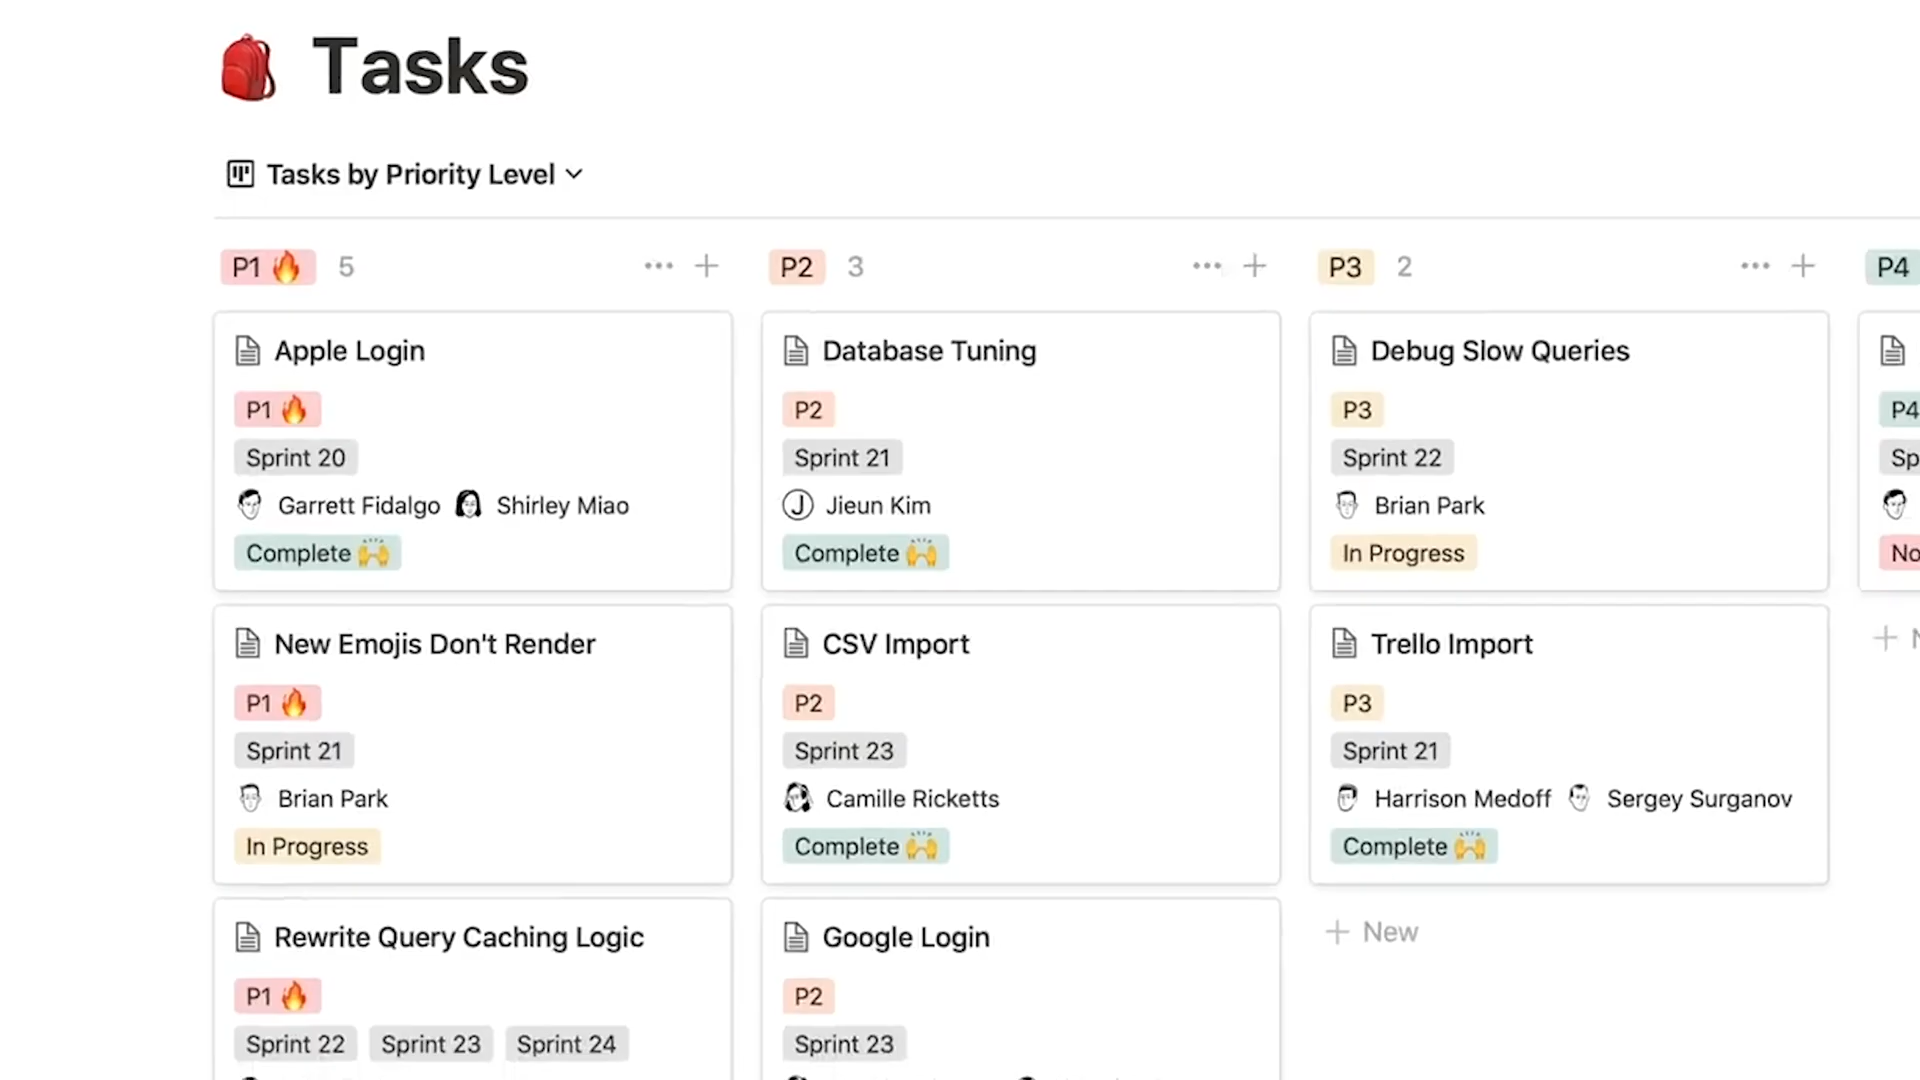 Tasks
Tasks by Priority Level
P1 🔥 5
Apple Login
P1 🔥
Sprint 20
Garrett Fidalgo Shirley Miao
Complete 🙌
New Emojis Don't Render
P1 🔥
Sprint 21
Brian Park
In Progress
Rewrite Query Caching Logic
P1 🔥
Sprint 22 Sprint 23 Sprint 24
P2 3
Database Tuning
P2
Sprint 21
J Jieun Kim
Complete 🙌
CSV Import
P2
Sprint 23
Camille Ricketts
Complete 🙌
Google Login
P2
Sprint 23
P3 2
Debug Slow Queries
P3
Sprint 22
Brian Park
In Progress
Trello Import
P3
Sprint 21
Harrison Medoff Sergey Surganov
Complete 🙌
+ New
P4
P4
Sp
No